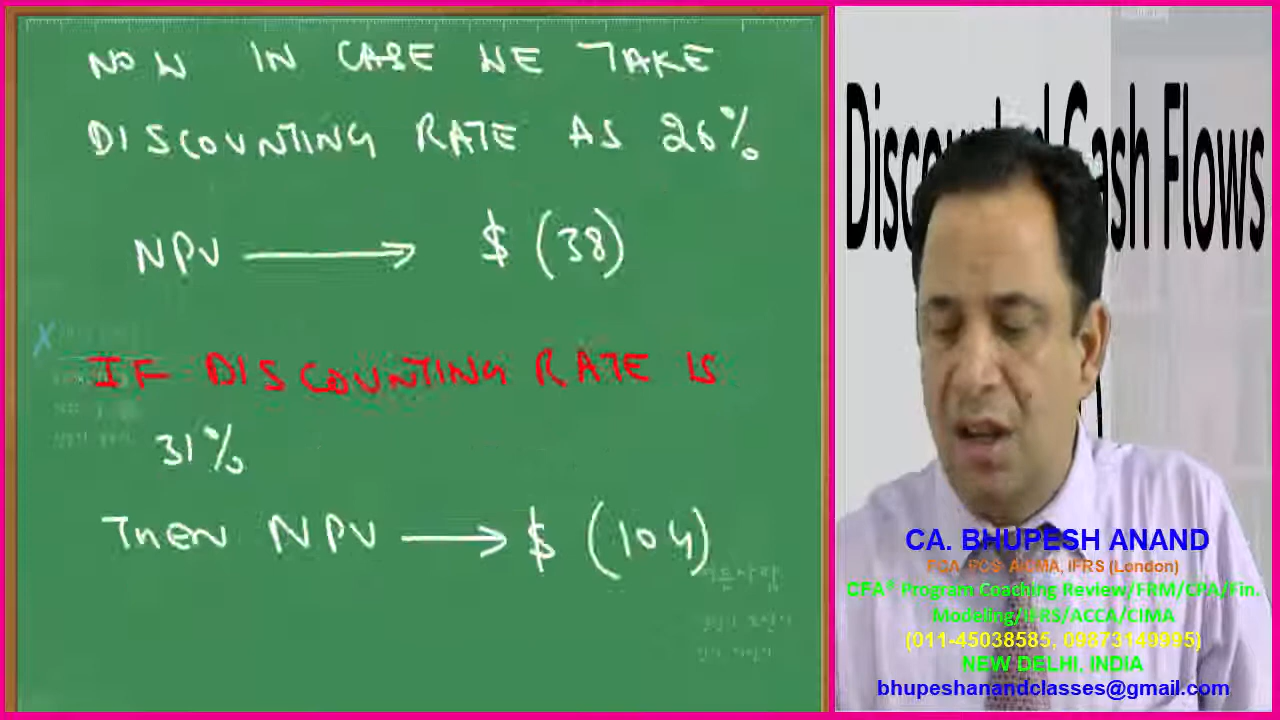 NOW IN CASE WE TAKE
DISCOUNTING RATE AS 26%
NPV → $ (38)
IF DISCOUNTING RATE IS
31%
THEN NPV → $ (104)
Discounted Cash Flows
CA. BHUPESH ANAND
FCA FCS AICMA, IFRS (London)
CFA® Program Coaching Review/FRM/CPA/Fin.
Modeling/IFRS/ACCA/CIMA
(011-45038585, 09873149995)
NEW DELHI, INDIA
bhupeshanandclasses@gmail.com